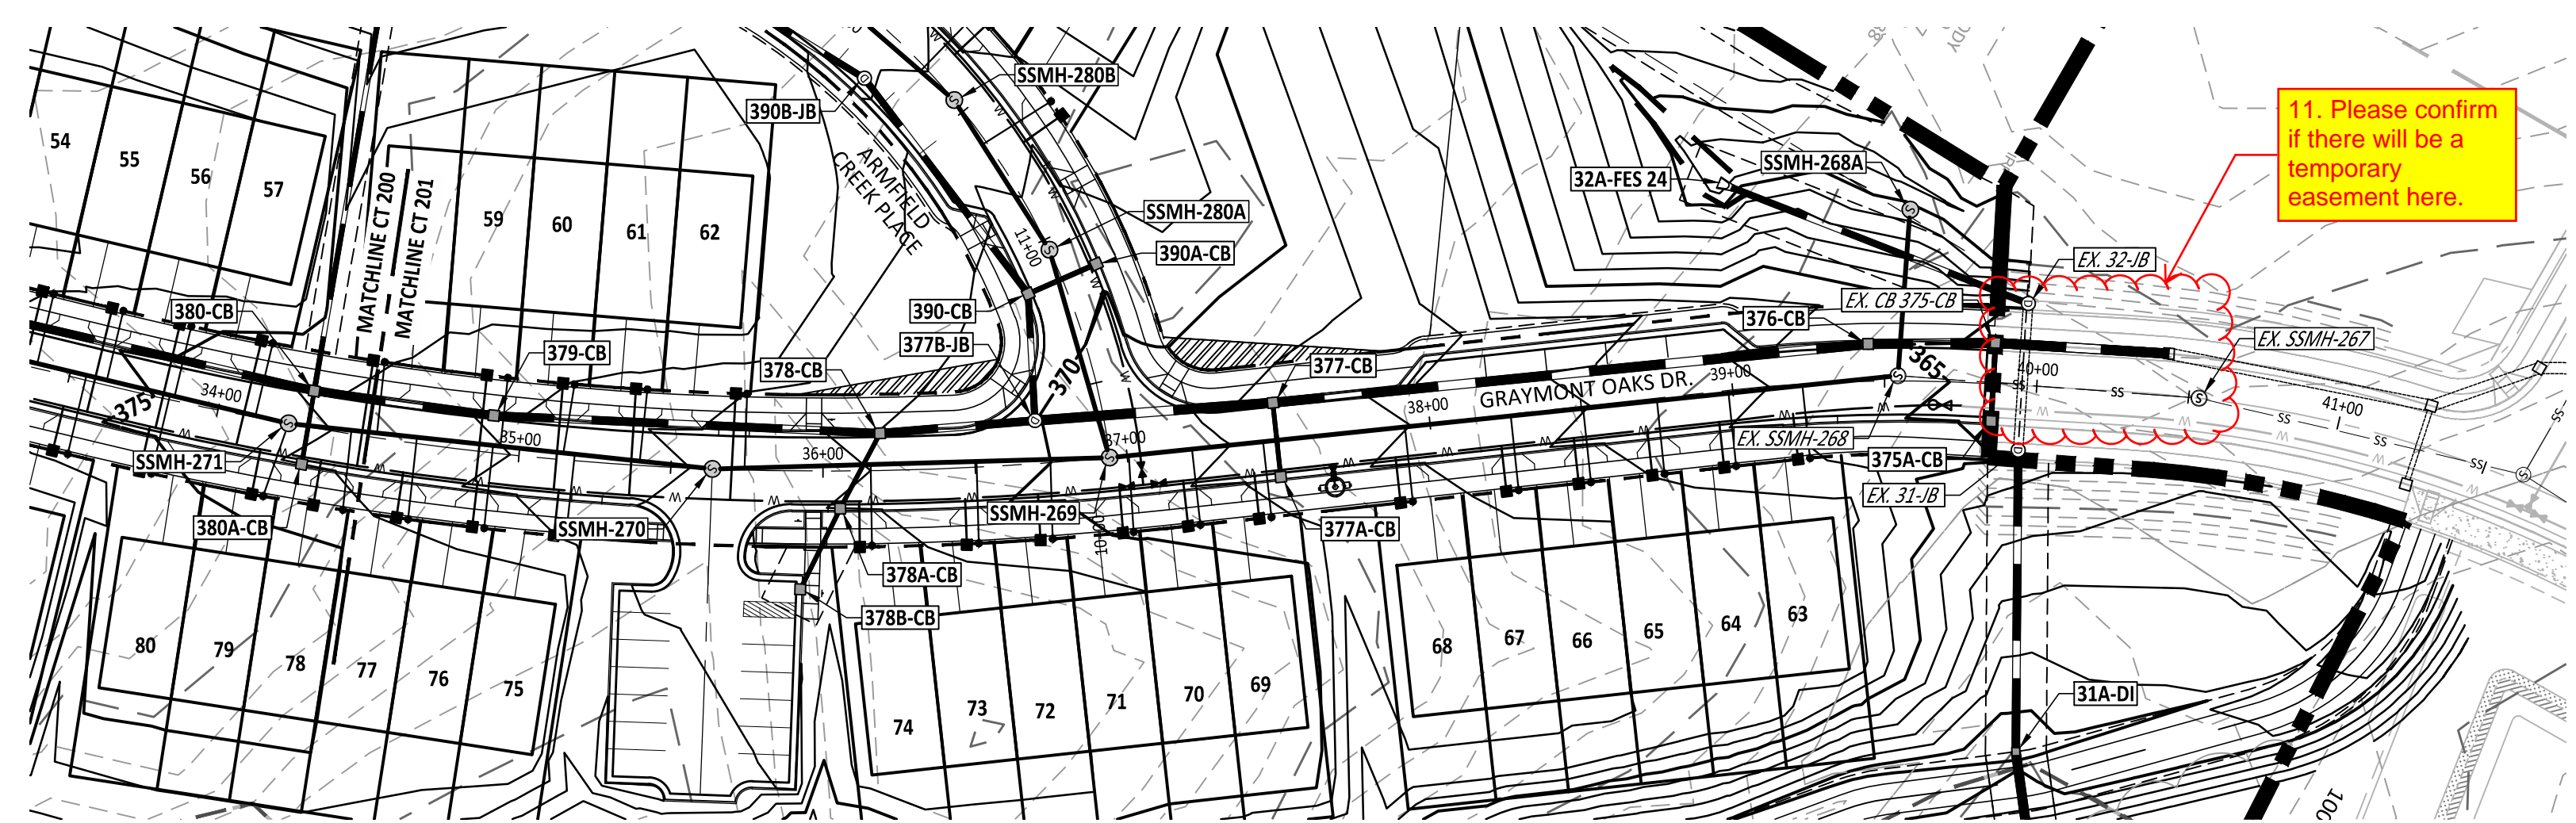 11. Please confirm
if there will be a
temporary
easement here.
SSMH-280B
390B-JB
ARMFIELD
CREEK PLACE
SSMH-280A
390A-CB
390-CB
377B-JB
11+00
32A-FES 24
SSMH-268A
EX. 32-JB
EX. CB 375-CB
376-CB
EX. SSMH-267
MATCHLINE CT 200
MATCHLINE CT 201
54
55
56
57
59
60
61
62
380-CB
379-CB
378-CB
377-CB
375
370
365
34+00
35+00
36+00
37+00
38+00
39+00
40+00
41+00
10+00
GRAYMONT OAKS DR.
SSMH-271
380A-CB
SSMH-270
SSMH-269
377A-CB
378A-CB
378B-CB
EX. SSMH-268
375A-CB
EX. 31-JB
31A-DI
80
79
78
77
76
75
74
73
72
71
70
69
68
67
66
65
64
63
100